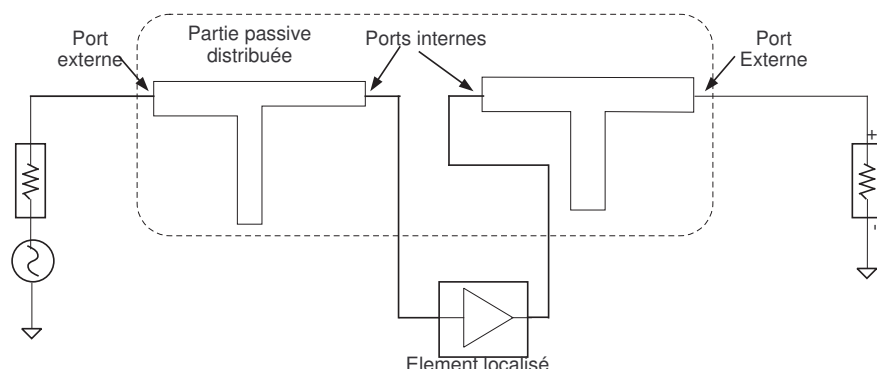 Port
externe
Partie passive
distribuée
Ports internes
Port
Externe
+
-
Element localisé